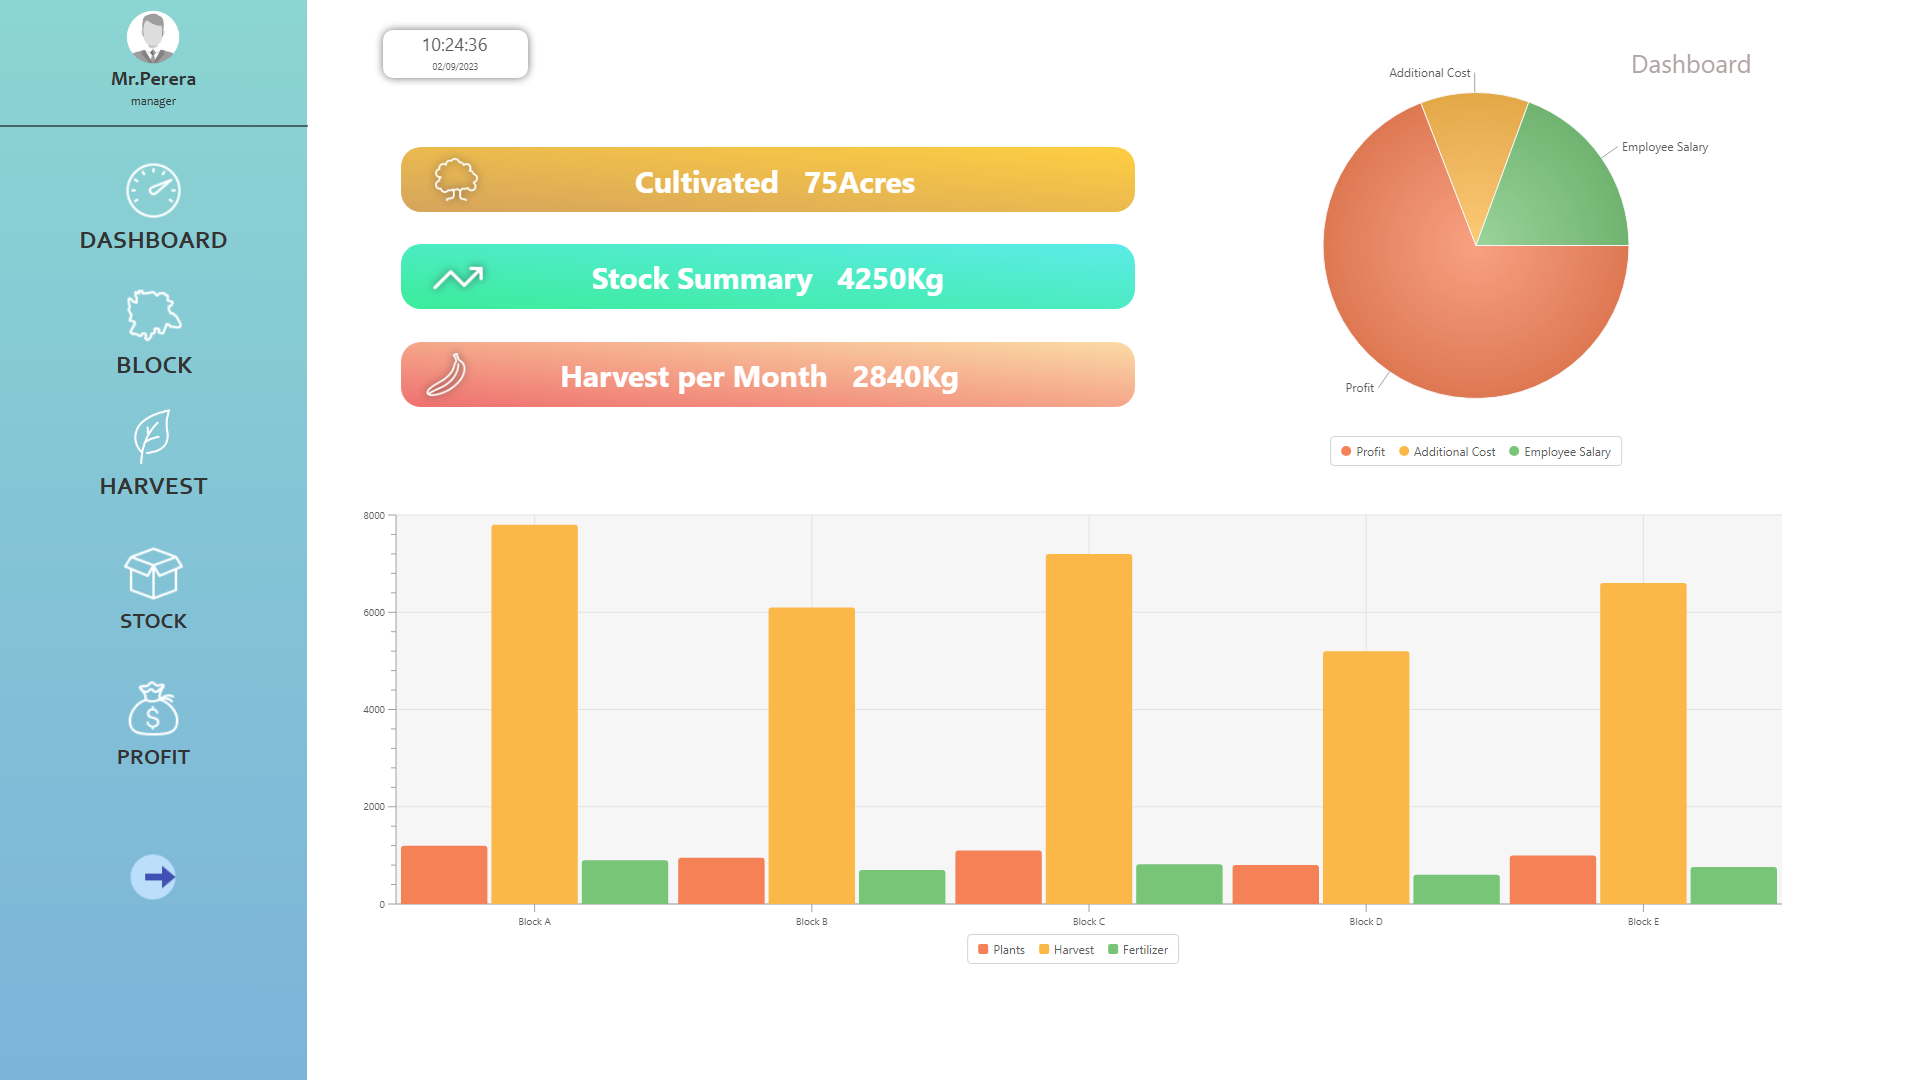 Mr.Perera
manager
DASHBOARD
BLOCK
HARVEST
STOCK
$
PROFIT
10:24:36
02/09/2023
Dashboard
Cultivated 75Acres
Stock Summary 4250Kg
Harvest per Month 2840Kg
Additional Cost
Employee Salary
Profit
Profit Additional Cost Employee Salary
8000
6000
4000
2000
0
Block A Block B Block C Block D Block E
Plants Harvest Fertilizer